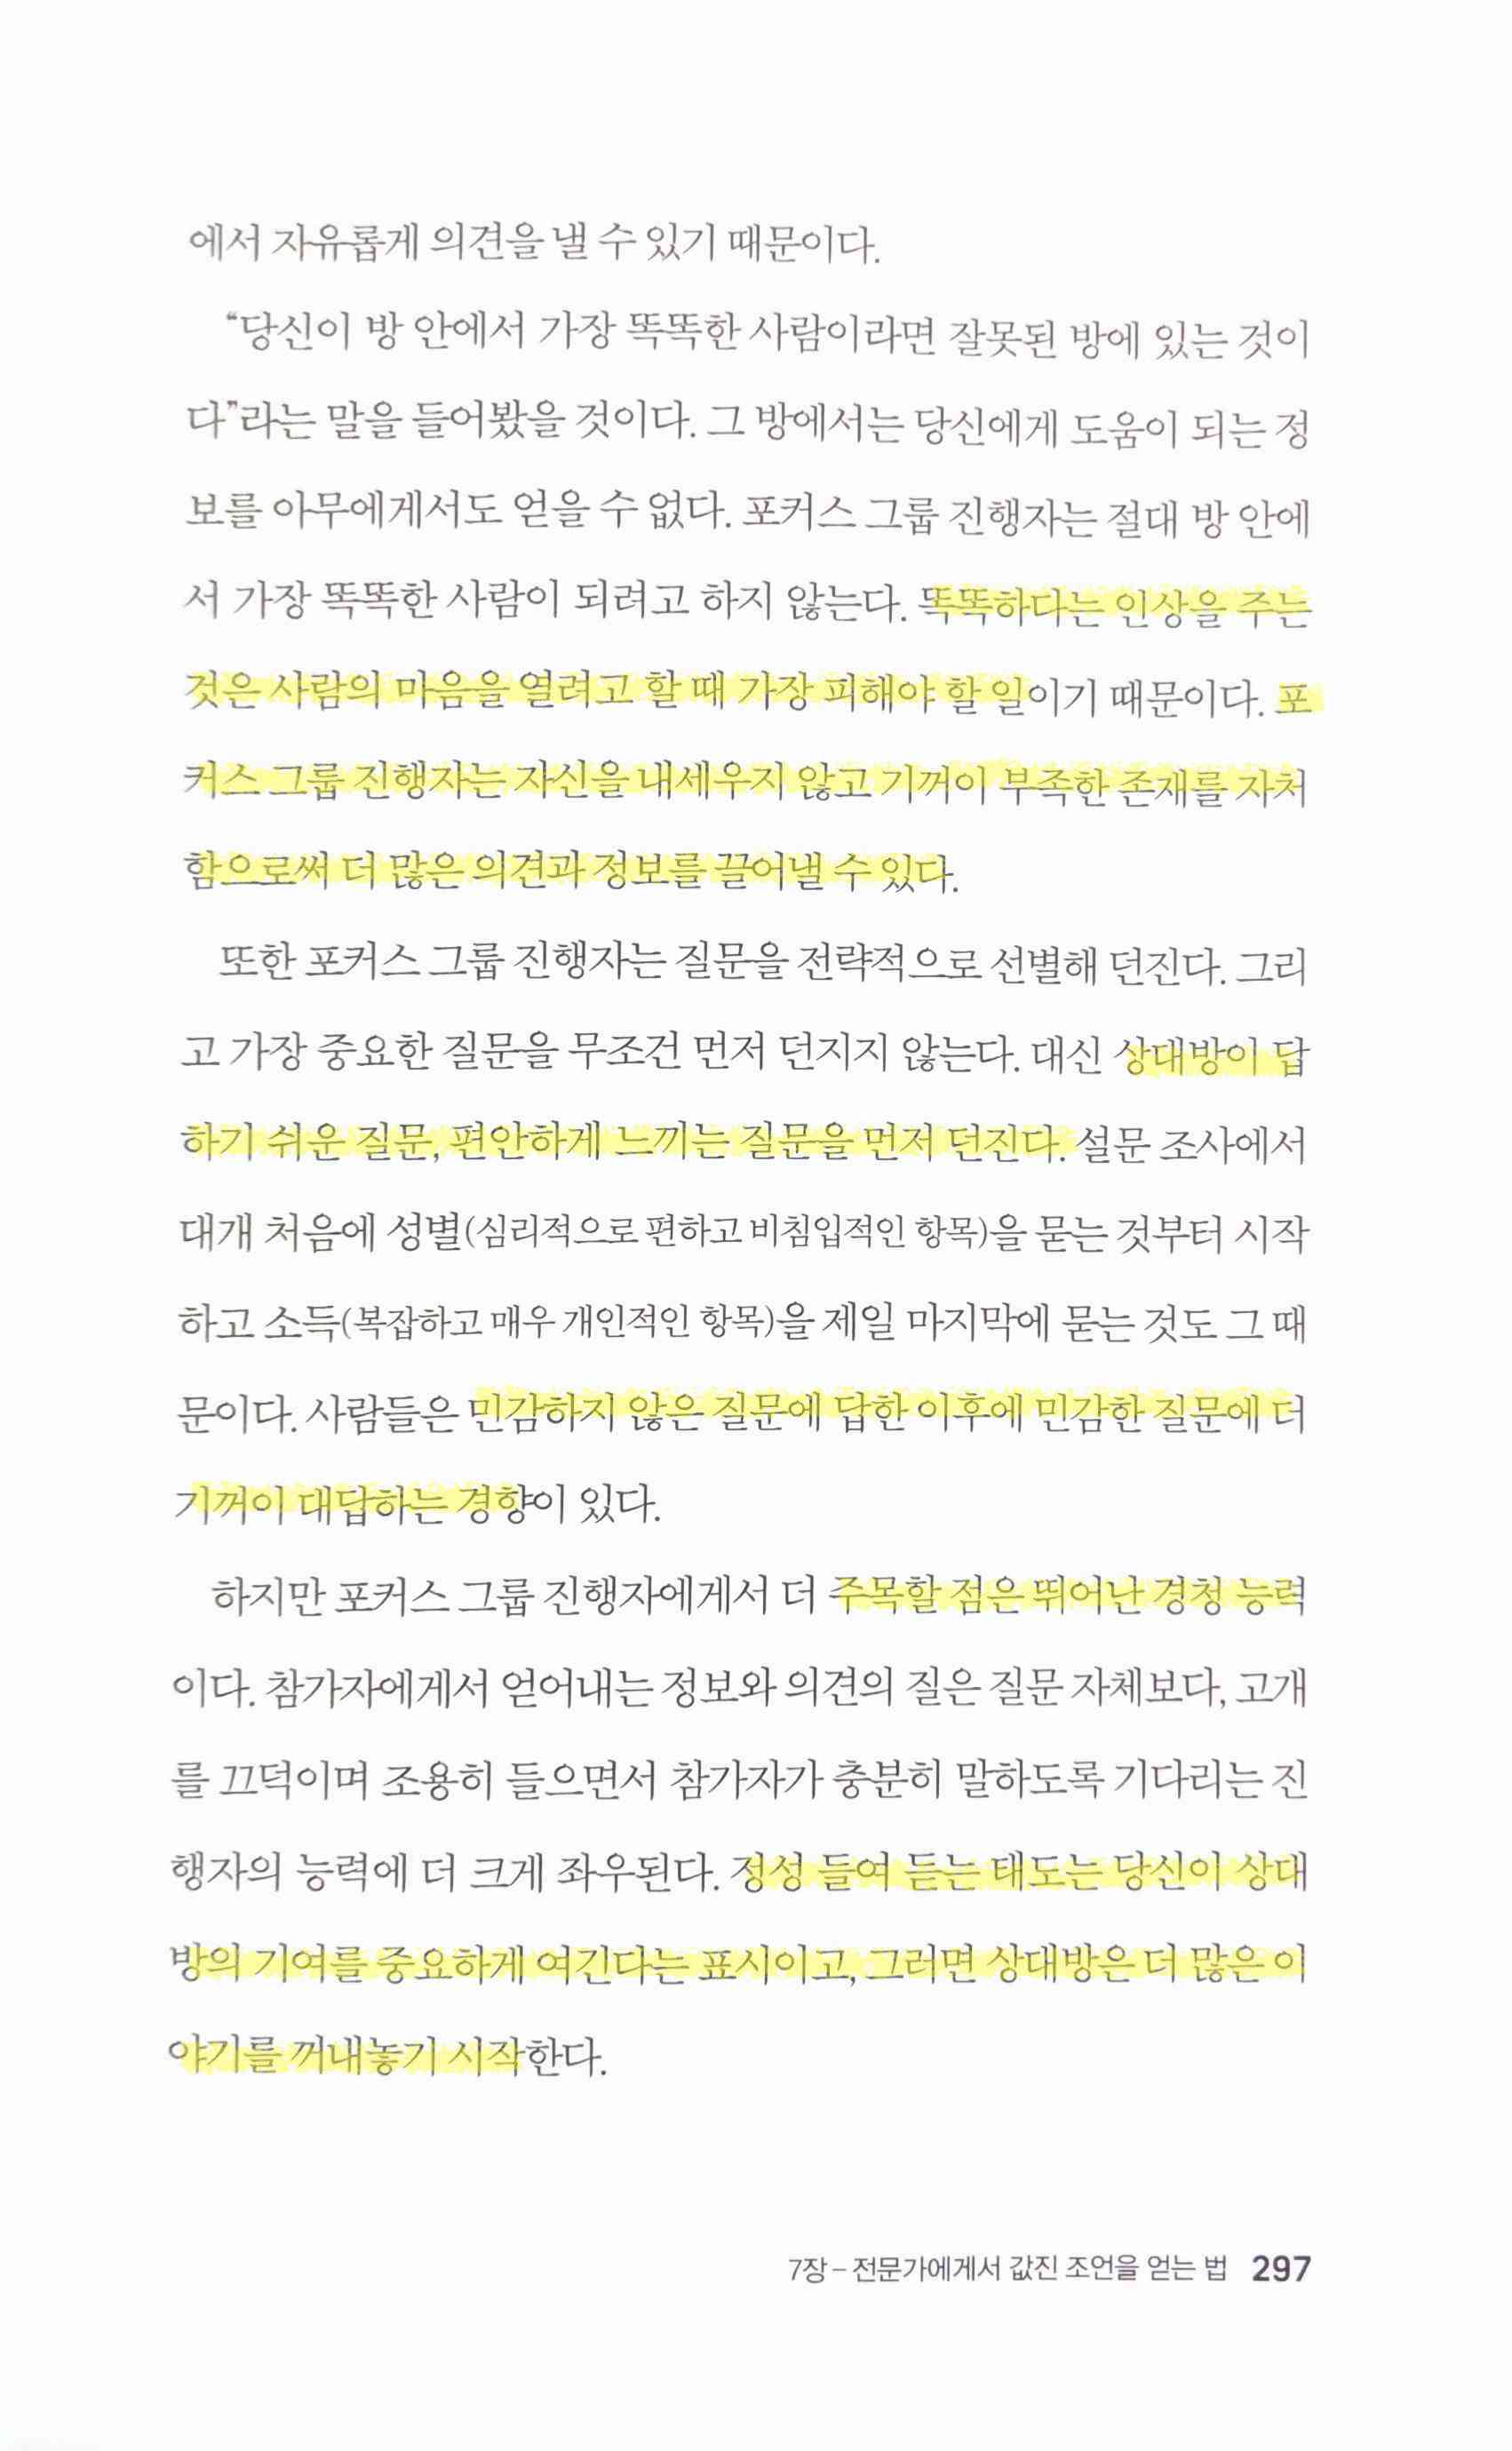 에서 자유롭게 의견을 낼 수 있기 때문이다.
“당신이 방 안에서 가장 똑똑한 사람이라면 잘못된 방에 있는 것이
다”라는 말을 들어봤을 것이다. 그 방에서는 당신에게 도움이 되는 정
보를 아무에게서도 얻을 수 없다. 포커스 그룹 진행자는 절대 방 안에
서 가장 똑똑한 사람이 되려고 하지 않는다. 똑똑하다는 인상을 주는
것은 사람의 마음을 열려고 할 때 가장 피해야 할 일이기 때문이다. 포
커스 그룹 진행자는 자신을 내세우지 않고 기꺼이 부족한 존재를 자처
함으로써 더 많은 의견과 정보를 끌어낼 수 있다.
또한 포커스 그룹 진행자는 질문을 전략적으로 선별해 던진다. 그리
고 가장 중요한 질문을 무조건 먼저 던지지 않는다. 대신 상대방이 답
하기 쉬운 질문, 편안하게 느끼는 질문을 먼저 던진다. 설문 조사에서
대개 처음에 성별(심리적으로 편하고 비침입적인 항목)을 묻는 것부터 시작
하고 소득(복잡하고 매우 개인적인 항목)을 제일 마지막에 묻는 것도 그 때
문이다. 사람들은 민감하지 않은 질문에 답한 이후에 민감한 질문에 더
기꺼이 대답하는 경향이 있다.
하지만 포커스 그룹 진행자에게서 더 주목할 점은 뛰어난 경청 능력
이다. 참가자에게서 얻어내는 정보와 의견의 질은 질문 자체보다, 고개
를 끄덕이며 조용히 들으면서 참가자가 충분히 말하도록 기다리는 진
행자의 능력에 더 크게 좌우된다. 정성 들여 듣는 태도는 당신이 상대
방의 기여를 중요하게 여긴다는 표시이고, 그러면 상대방은 더 많은 이
야기를 꺼내놓기 시작한다.
7장 – 전문가에게서 값진 조언을 얻는 법 297